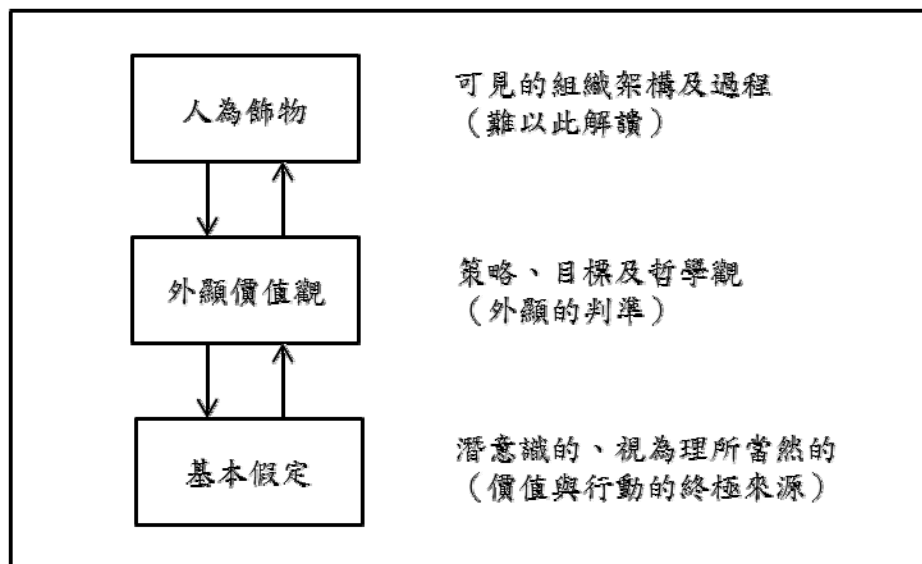 人為飾物
可見的組織架構及過程
（難以此解讀）
外顯價值觀
策略、目標及哲學觀
（外顯的判準）
基本假定
潛意識的、視為理所當然的
（價值與行動的終極來源）